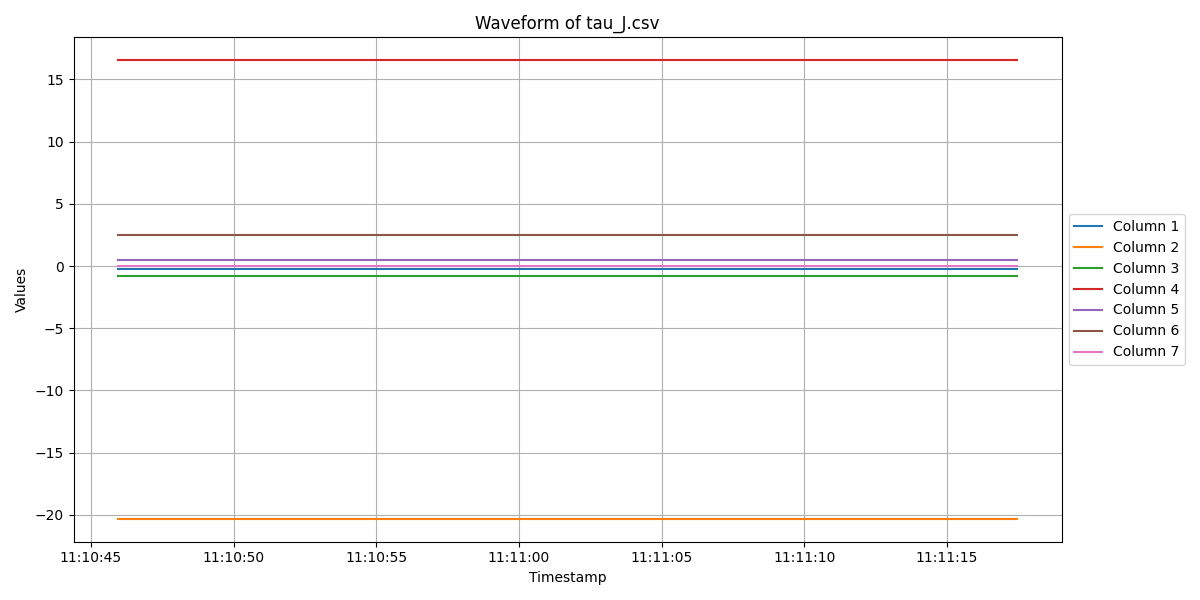 Waveform of tau_J.csv
15
10
5
0
−5
−10
−15
−20
Values
11:10:45
11:10:50
11:10:55
11:11:00
11:11:05
11:11:10
11:11:15
Timestamp
Column 1
Column 2
Column 3
Column 4
Column 5
Column 6
Column 7